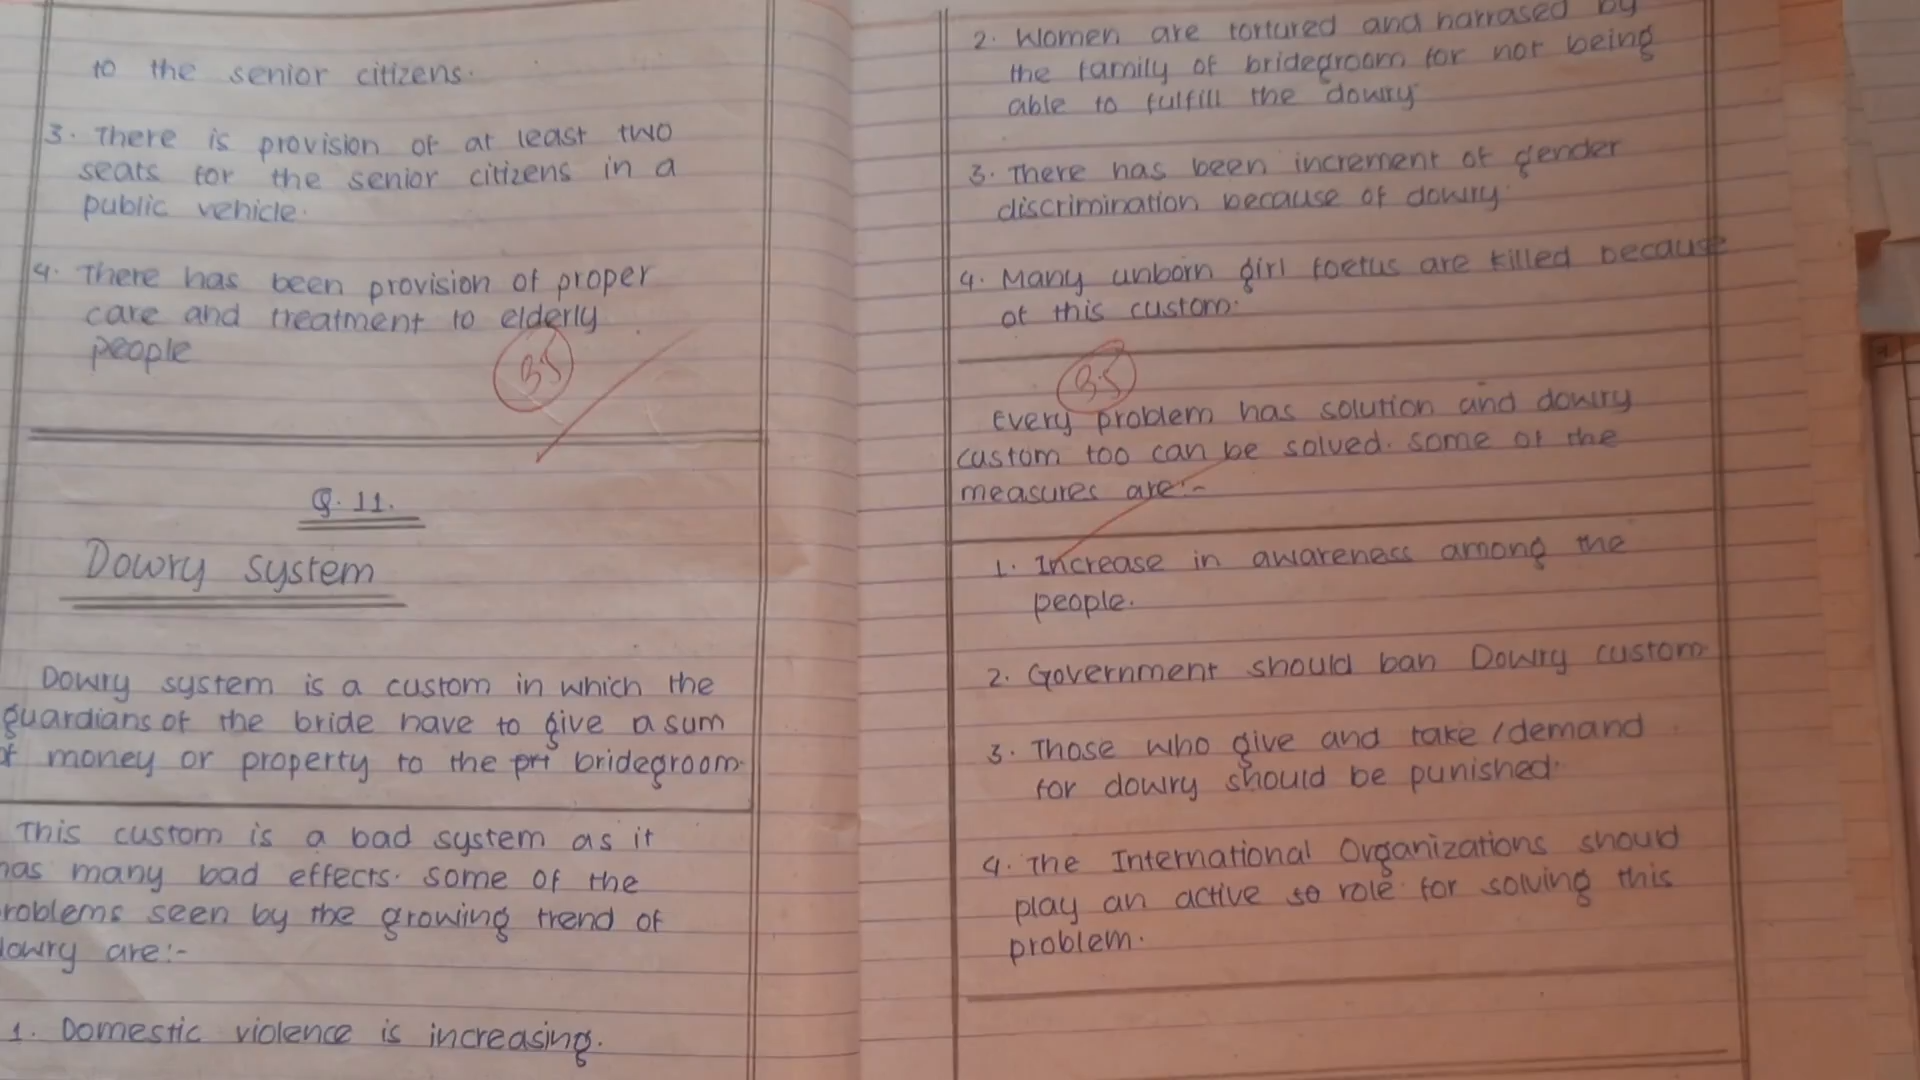 to the senior citizens.
3. There is provision of at least two
seats for the senior citizens in a
public vehicle.
4. There has been provision of proper
care and treatment to elderly
people
3.5
Q. 11.
Dowry system
Dowry system is a custom in which the
guardians of the bride have to give a sum
of money or property to the pri bridegroom.
This custom is a bad system as it
has many bad effects. some of the
roblems seen by the growing trend of
dowry are:-
1. Domestic violence is increasing.
2. Women are tortured and harrased by
the family of bridegroom for not being
able to fulfill the dowry
3. There has been increment of gender
discrimination because of dowry.
4. Many unborn girl foetus are killed because
of this custom.
3.5
Every problem has solution and dowry
custom too can be solved. some of the
measures are:-
1. Increase in awareness among the
people.
2. Government should ban Dowry custom
3. Those who give and take / demand
for dowry should be punished.
4. The International Organizations should
play an active so role for solving this
problem.